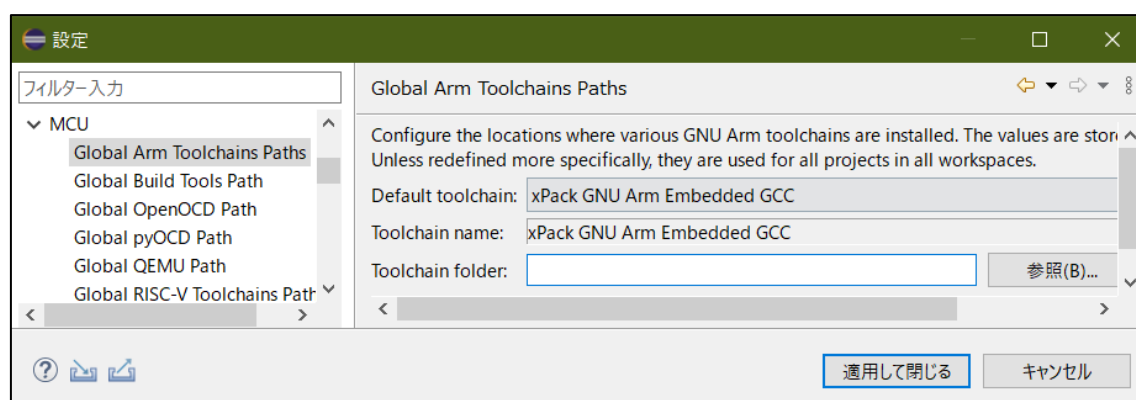 設定
フィルター入力
MCU
Global Arm Toolchains Paths
Global Build Tools Path
Global OpenOCD Path
Global pyOCD Path
Global QEMU Path
Global RISC-V Toolchains Path
Global Arm Toolchains Paths
Configure the locations where various GNU Arm toolchains are installed. The values are stor
Unless redefined more specifically, they are used for all projects in all workspaces.
Default toolchain: xPack GNU Arm Embedded GCC
Toolchain name: xPack GNU Arm Embedded GCC
Toolchain folder: 参照(B)...
適用して閉じる キャンセル